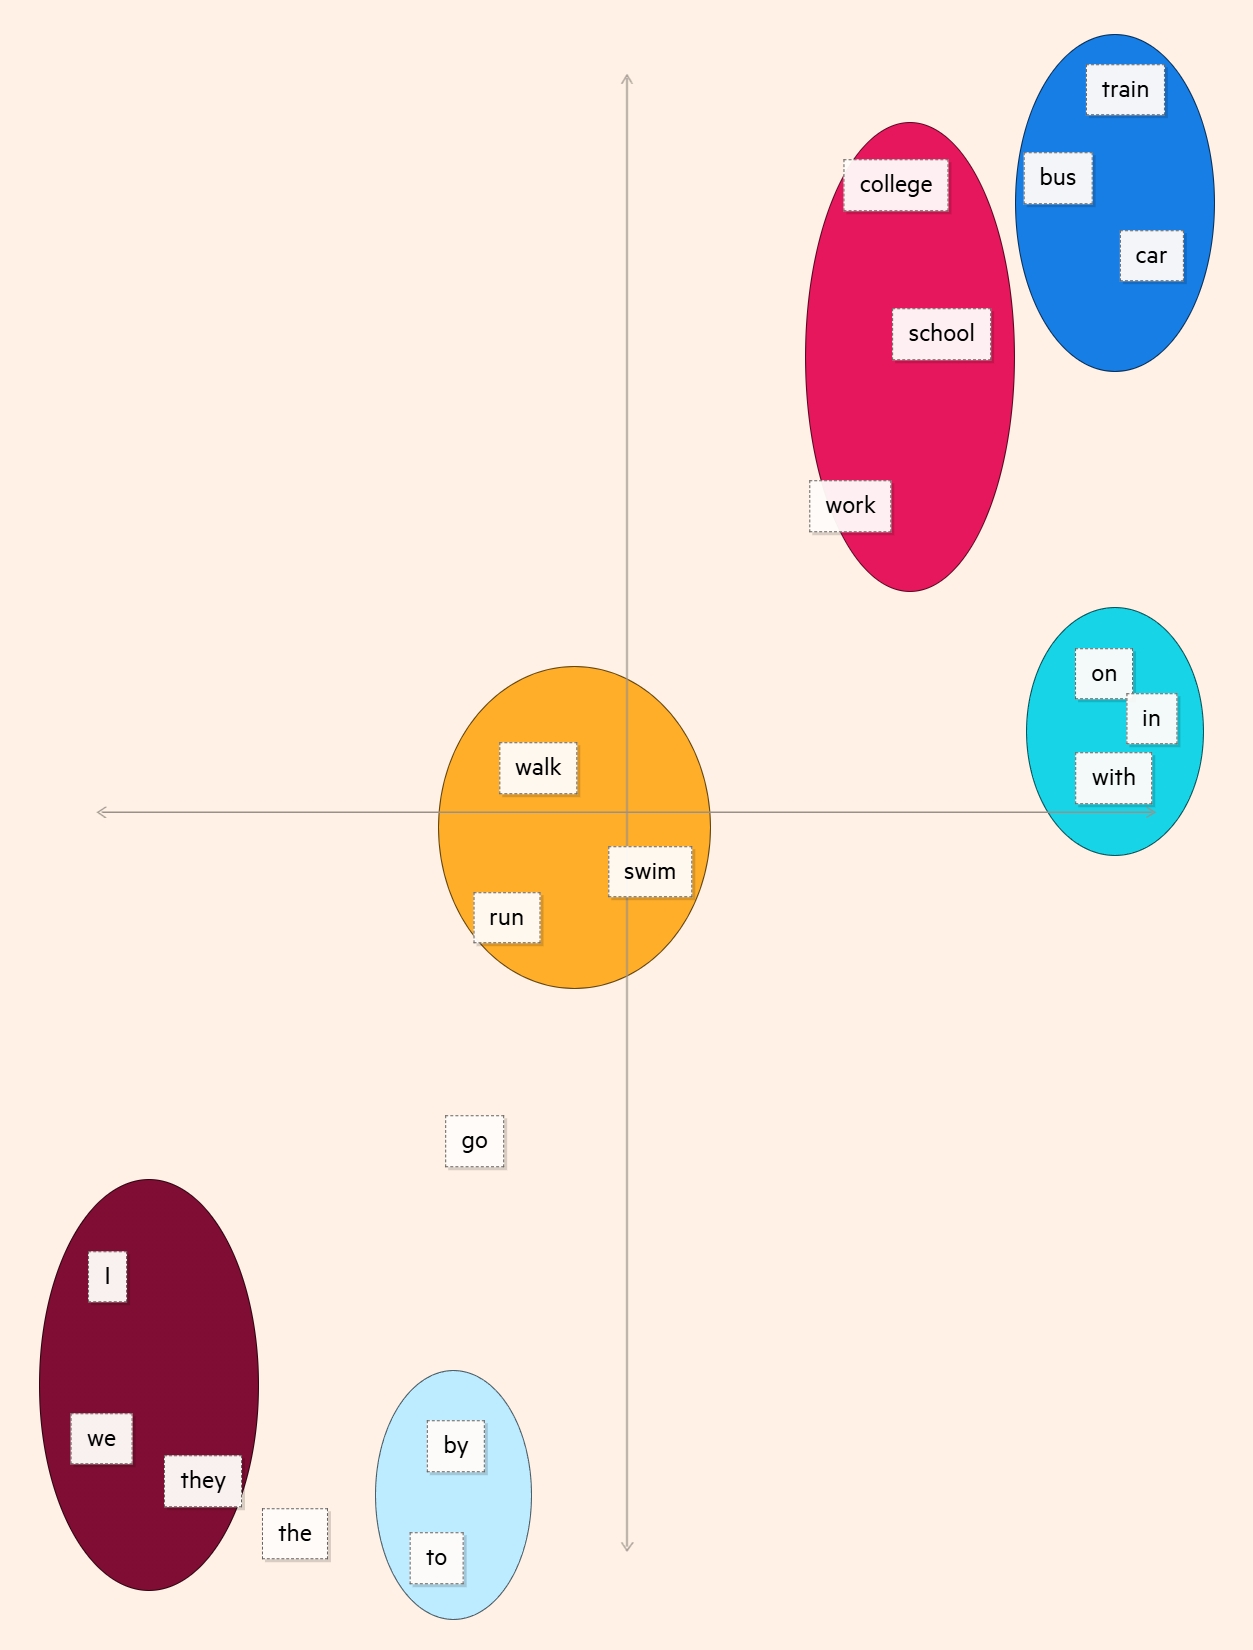 train
bus
college
car
school
work
on
in
walk
with
swim
run
go
I
we
by
they
the
to